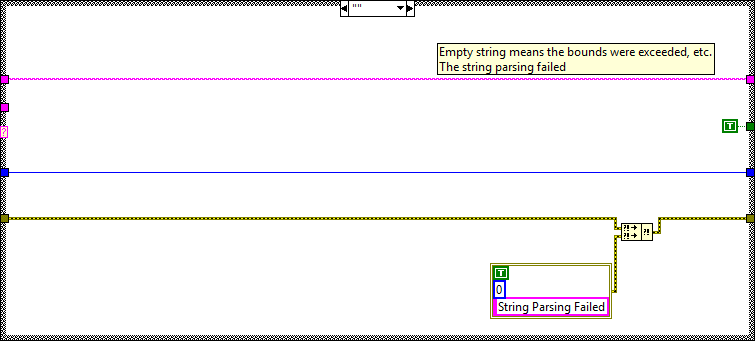 ""
Empty string means the bounds were exceeded, etc.
The string parsing failed
?
T
?!
?! ?!
T
0
String Parsing Failed